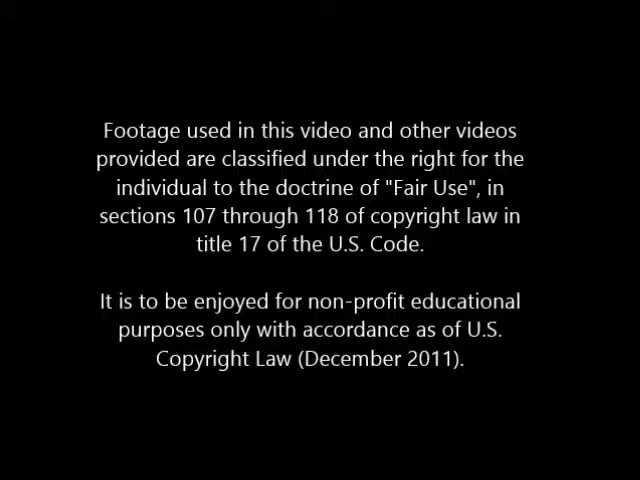 Footage used in this video and other videos
provided are classified under the right for the
individual to the doctrine of "Fair Use", in
sections 107 through 118 of copyright law in
title 17 of the U.S. Code.
It is to be enjoyed for non-profit educational
purposes only with accordance as of U.S.
Copyright Law (December 2011).